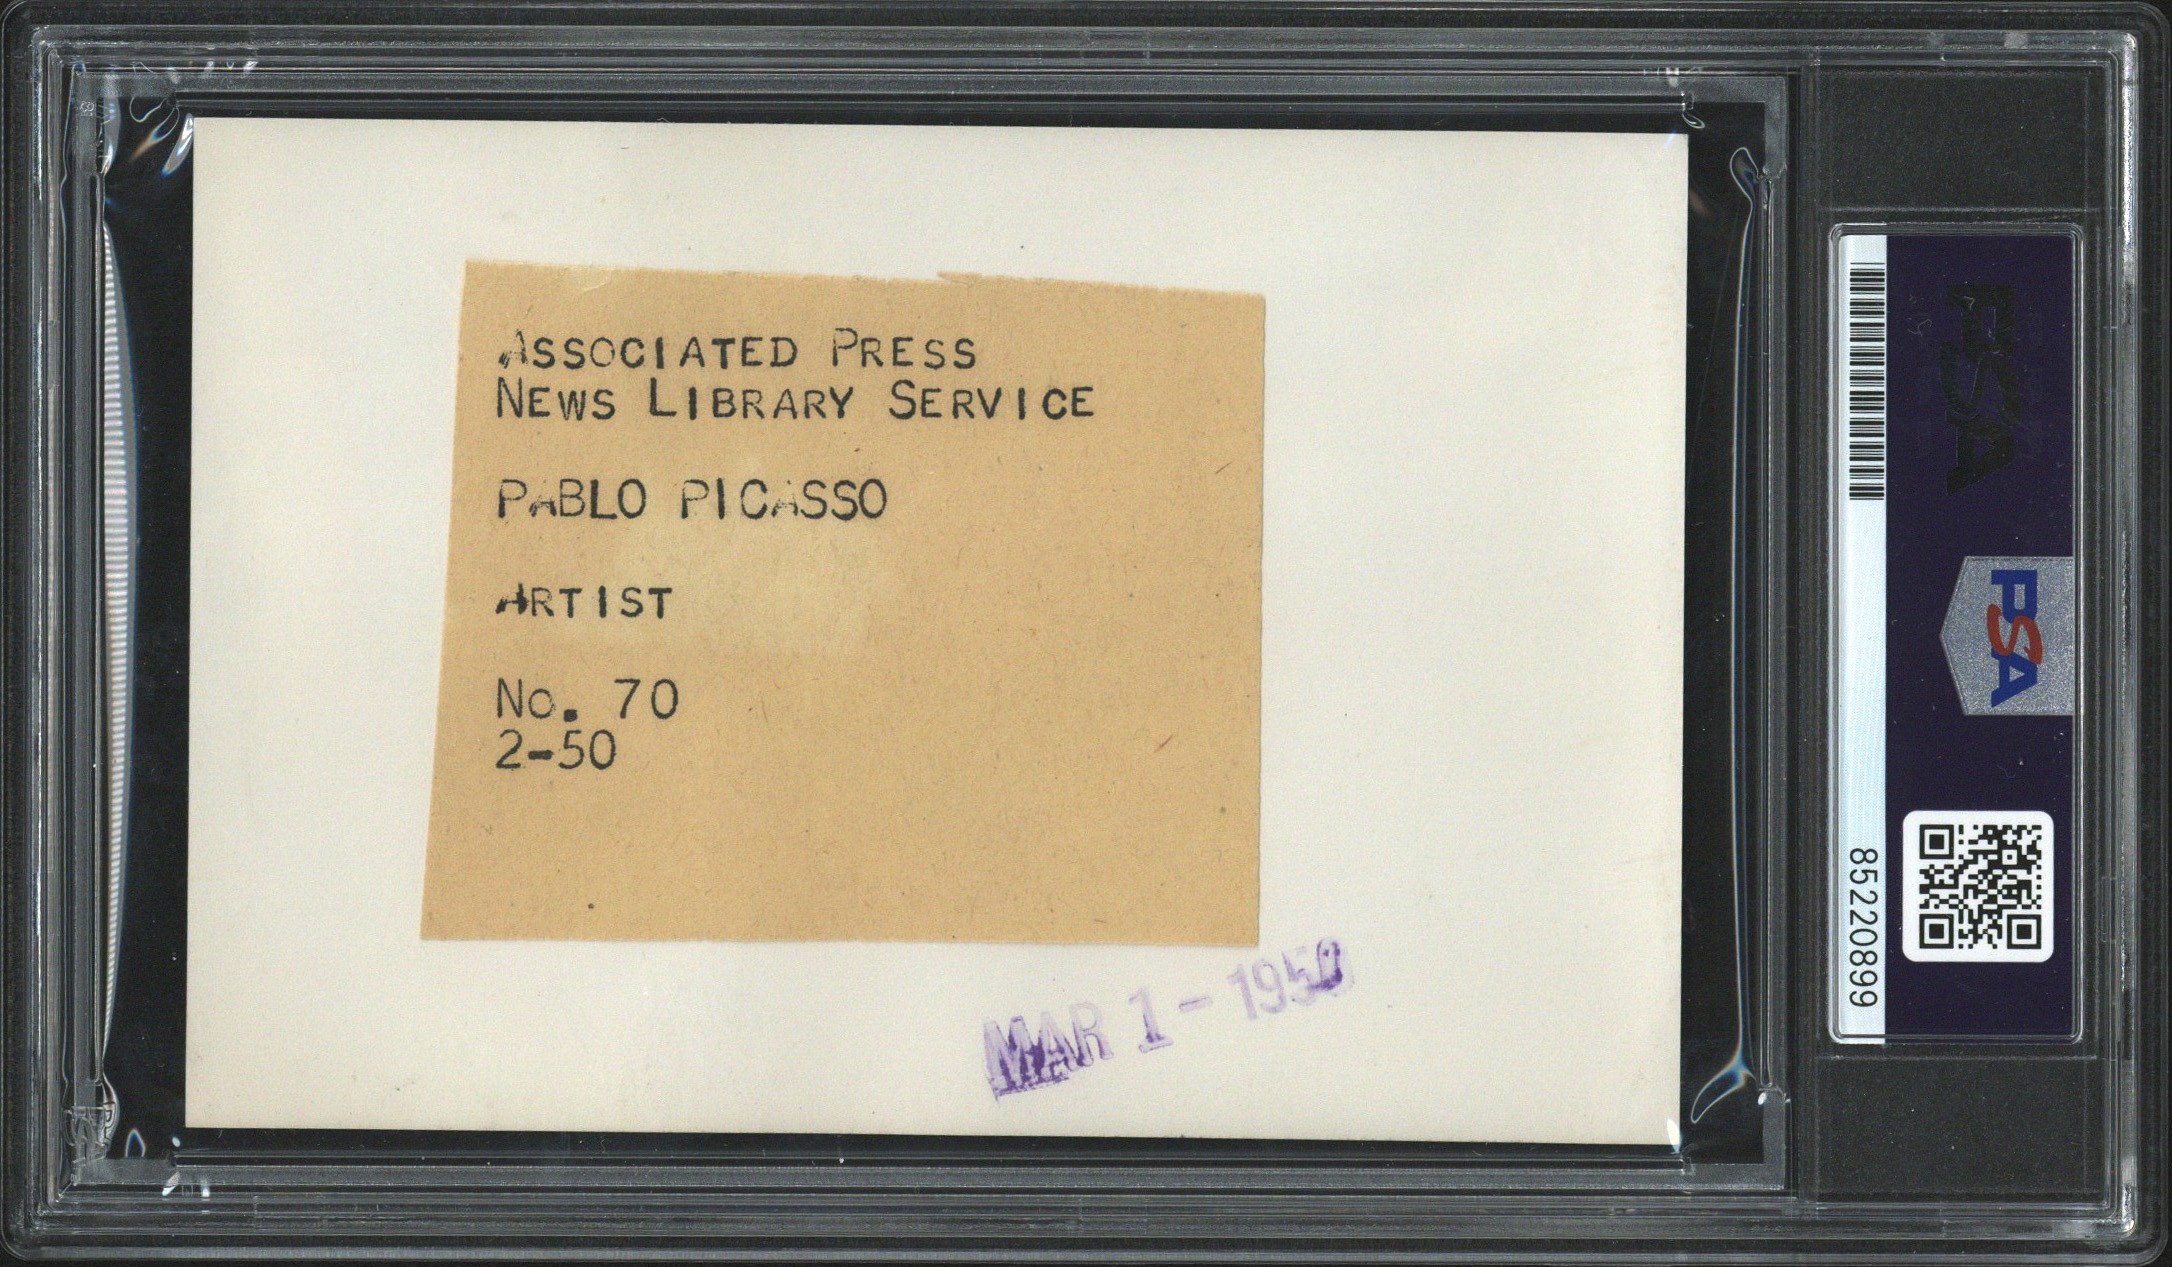 ASSOCIATED PRESS
NEWS LIBRARY SERVICE
PABLO PICASSO
ARTIST
No. 70
2-50
MAR 1 - 1950
PSA
PSA
85220899